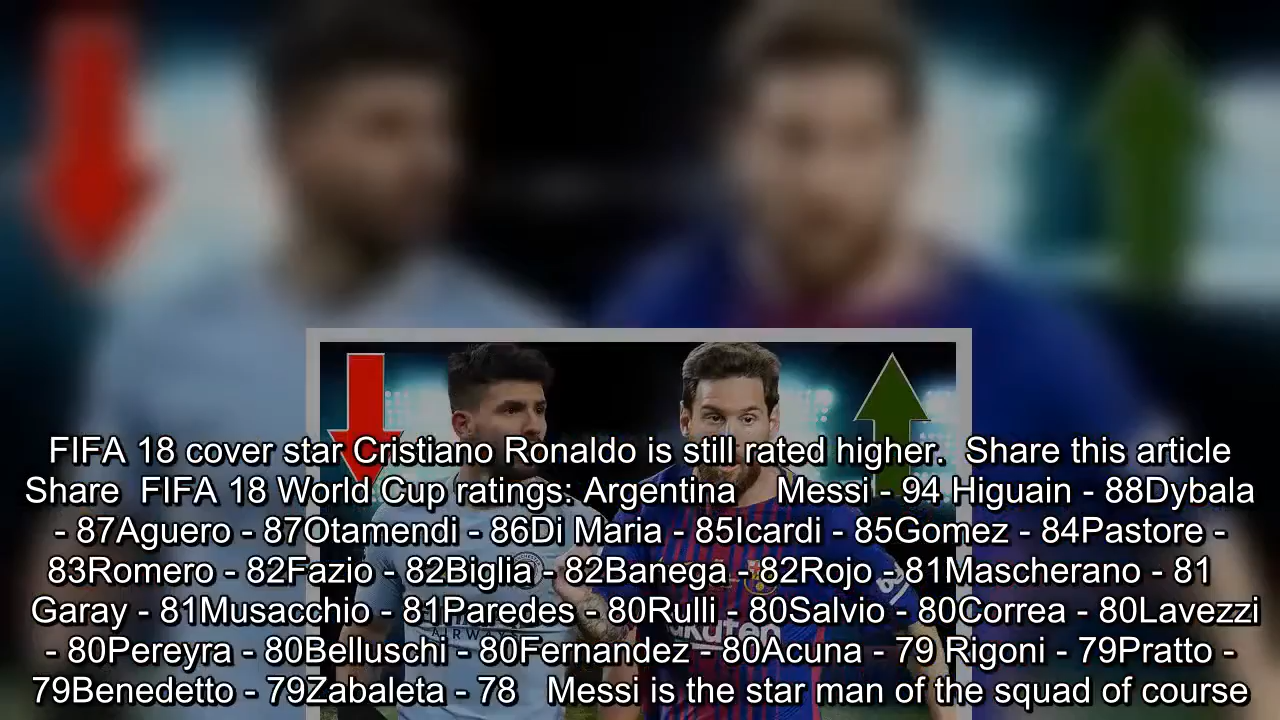 FIFA 18 cover star Cristiano Ronaldo is still rated higher.  Share this article
Share  FIFA 18 World Cup ratings: Argentina    Messi - 94 Higuain - 88Dybala
- 87Aguero - 87Otamendi - 86Di Maria - 85Icardi - 85Gomez - 84Pastore -
83Romero - 82Fazio - 82Biglia - 82Banega - 82Rojo - 81Mascherano - 81
Garay - 81Musacchio - 81Paredes - 80Rulli - 80Salvio - 80Correa - 80Lavezzi
- 80Pereyra - 80Belluschi - 80Fernandez - 80Acuna - 79 Rigoni - 79Pratto -
79Benedetto - 79Zabaleta - 78   Messi is the star man of the squad of course
Rakuten
AIRWAYS